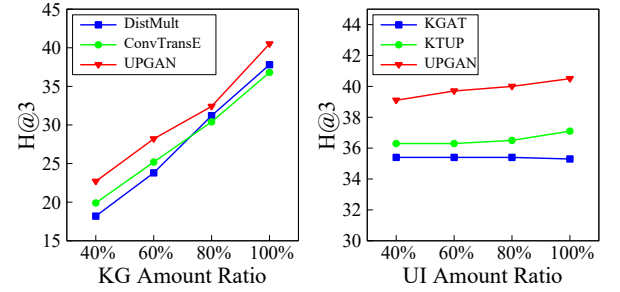 45
40
35
30
25
20
15
H@3
DistMult
ConvTransE
UPGAN
40% 60% 80% 100%
KG Amount Ratio
44
42
40
38
36
34
32
30
H@3
KGAT
KTUP
UPGAN
40% 60% 80% 100%
UI Amount Ratio